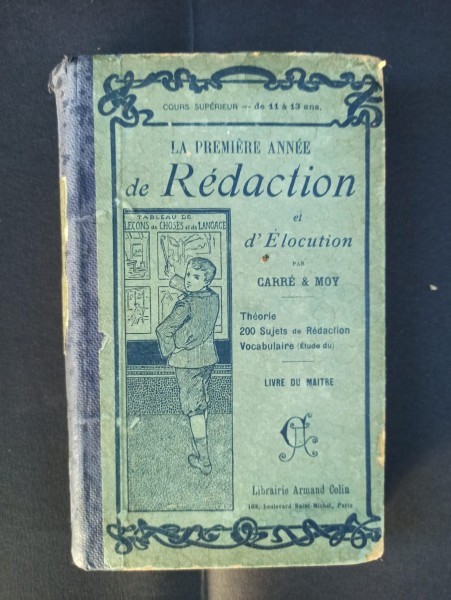 COURS SUPÉRIEUR — de 11 à 13 ans.
LA PREMIÈRE ANNÉE
de Rédaction
et
d'Élocution
PAR
CARRÉ & MOY
TABLEAU DE
LEÇONS de CHOSES et de LANGAGE
Théorie
200 Sujets de Rédaction
Vocabulaire (Étude du)
LIVRE DU MAITRE
Librairie Armand Colin
103, boulevard Saint-Michel, Paris